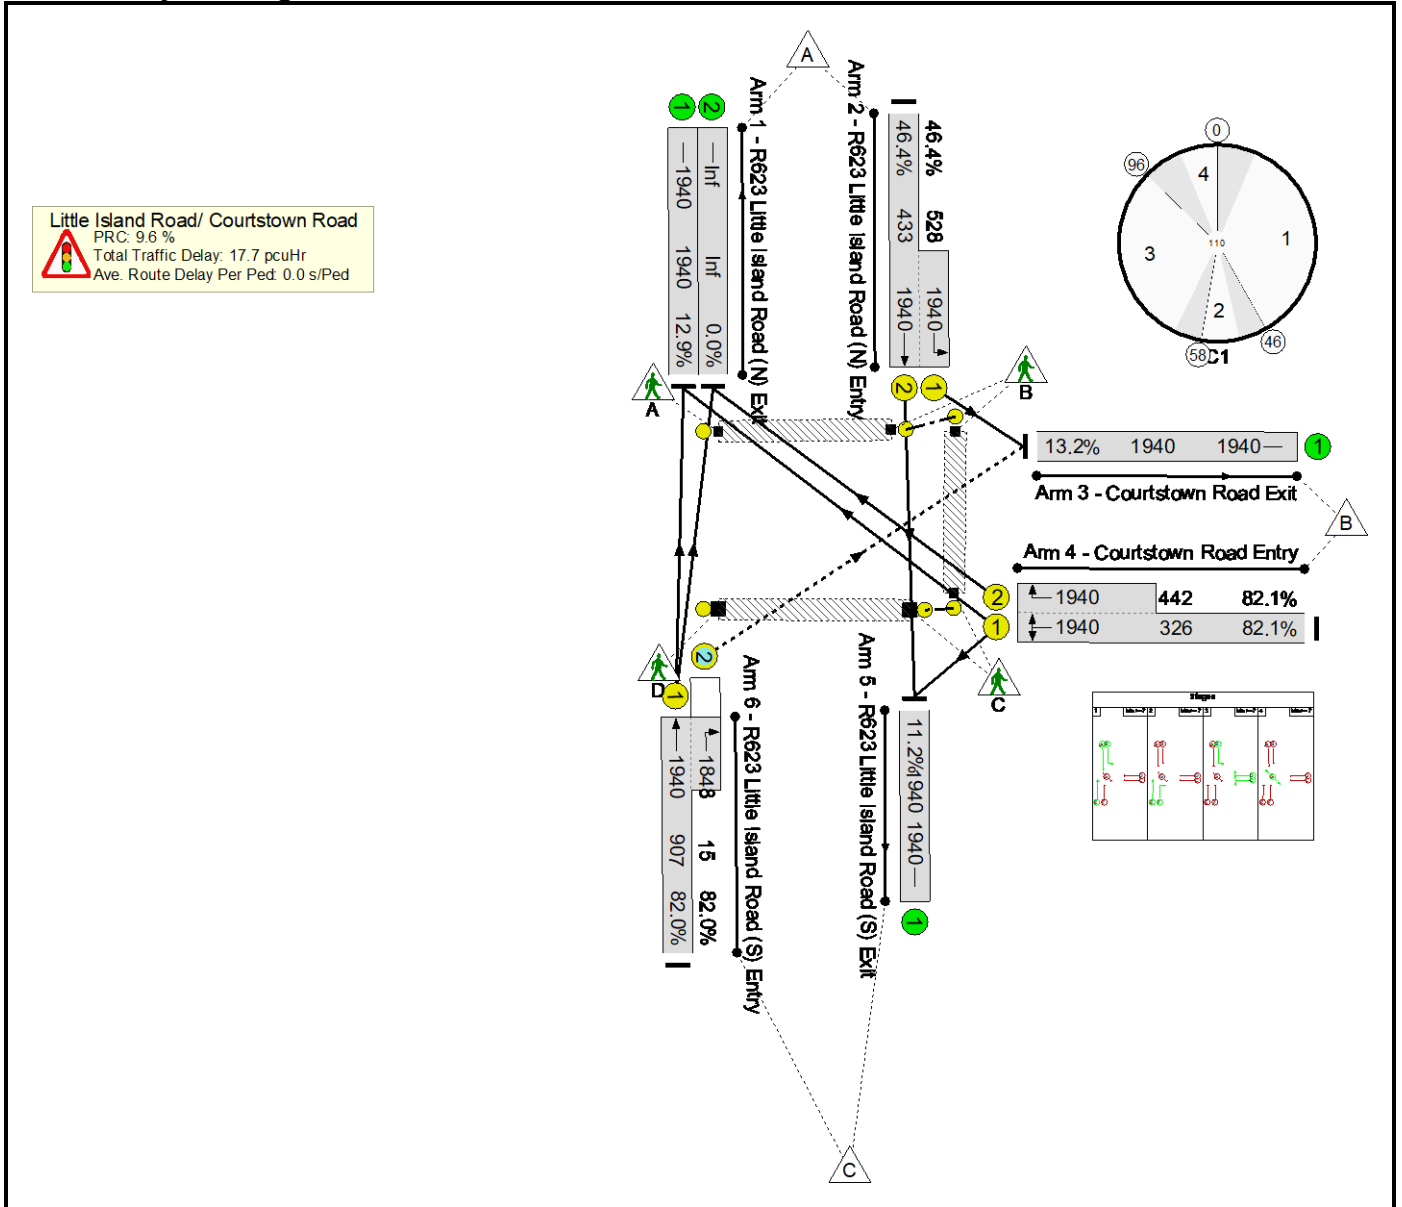 A
Little Island Road/ Courtstown Road
PRC: 9.6 %
Total Traffic Delay: 17.7 pcuHr
Ave. Route Delay Per Ped: 0.0 s/Ped
1
2
1940 1940 12.9%
Inf Inf 0.0%
Arm 1 - R623 Little Island Road (N) Exit
Arm 2 - R623 Little Island Road (N) Entry
46.4% 433 1940
46.4% 528 1940
2
1
0
96
4
1
110
3
2
46
58
C1
A
B
13.2% 1940 1940
1
Arm 3 - Courtstown Road Exit
B
Arm 4 - Courtstown Road Entry
2
1940 442 82.1%
1
1940 326 82.1%
D
C
2
1
1940 907 82.0%
1848 15 82.0%
Arm 6 - R623 Little Island Road (S) Entry
Arm 5 - R623 Little Island Road (S) Exit
11.2% 1940 1940
1
Stages
1
2
3
4
C